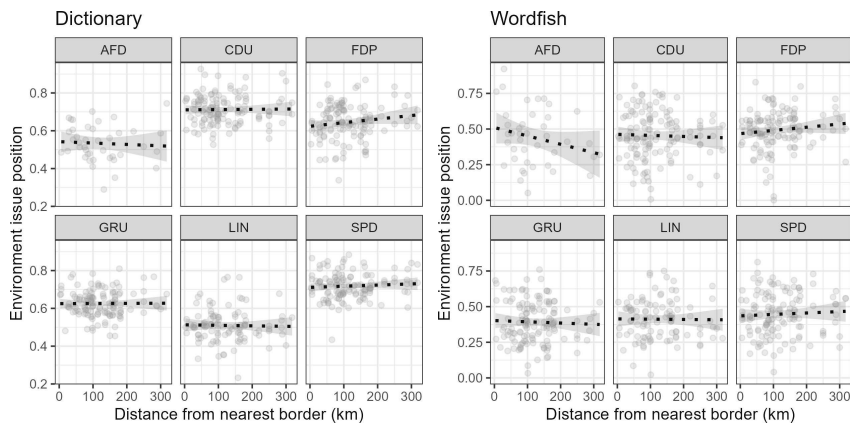 Dictionary
AFD CDU FDP
0.8
0.6
0.4
0.2
GRU LIN SPD
0.8
0.6
0.4
0.2
0 100 200 300 0 100 200 300 0 100 200 300
Environment issue position
Distance from nearest border (km)
Wordfish
AFD CDU FDP
0.75
0.50
0.25
0.00
GRU LIN SPD
0.75
0.50
0.25
0.00
0 100 200 300 0 100 200 300 0 100 200 300
Environment issue position
Distance from nearest border (km)